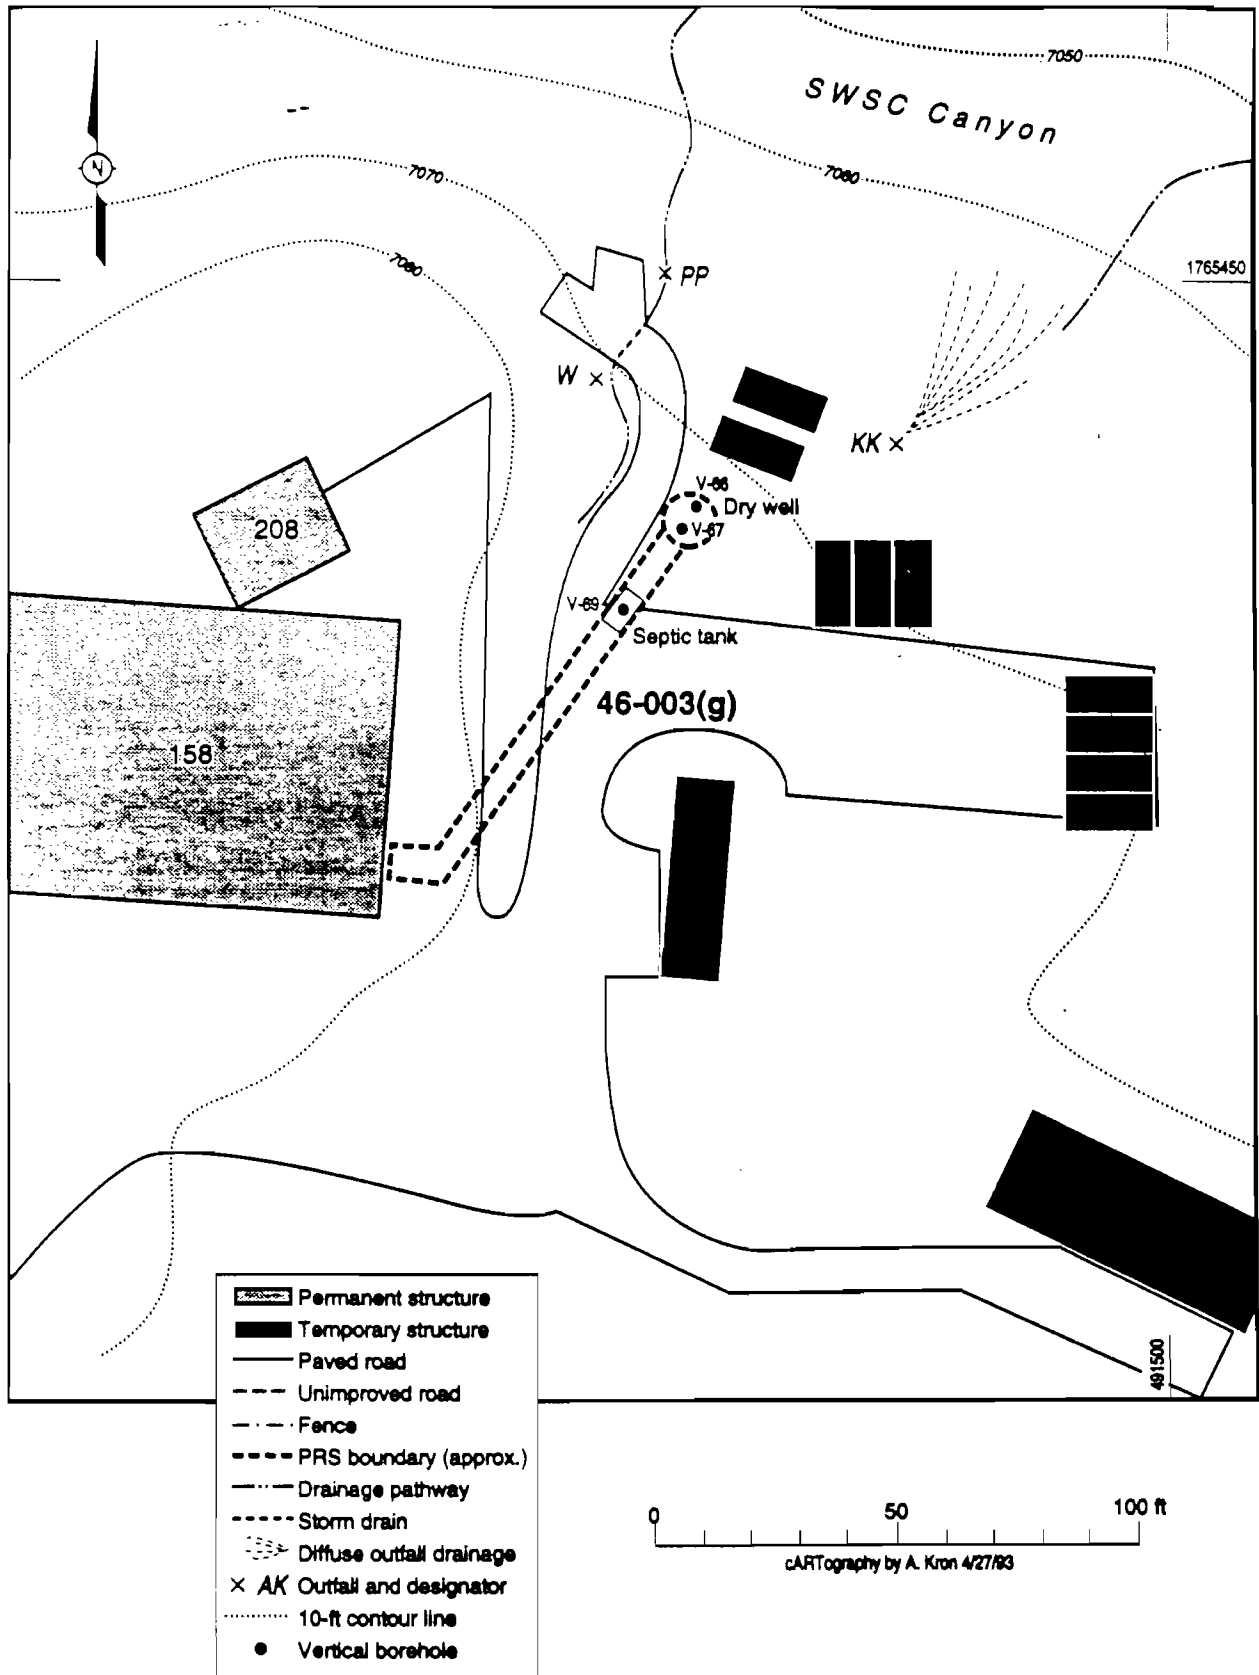 7050
SWSC Canyon
N
7070
7060
7080
PP
1765450
W
KK
V-66
Dry well
208
V-67
V-69
Septic tank
46-003(g)
158
491500
Permanent structure
Temporary structure
Paved road
Unimproved road
Fence
PRS boundary (approx.)
Drainage pathway
Storm drain
Diffuse outfall drainage
AK Outfall and designator
10-ft contour line
Vertical borehole
0 50 100 ft
cARTography by A. Kron 4/27/93